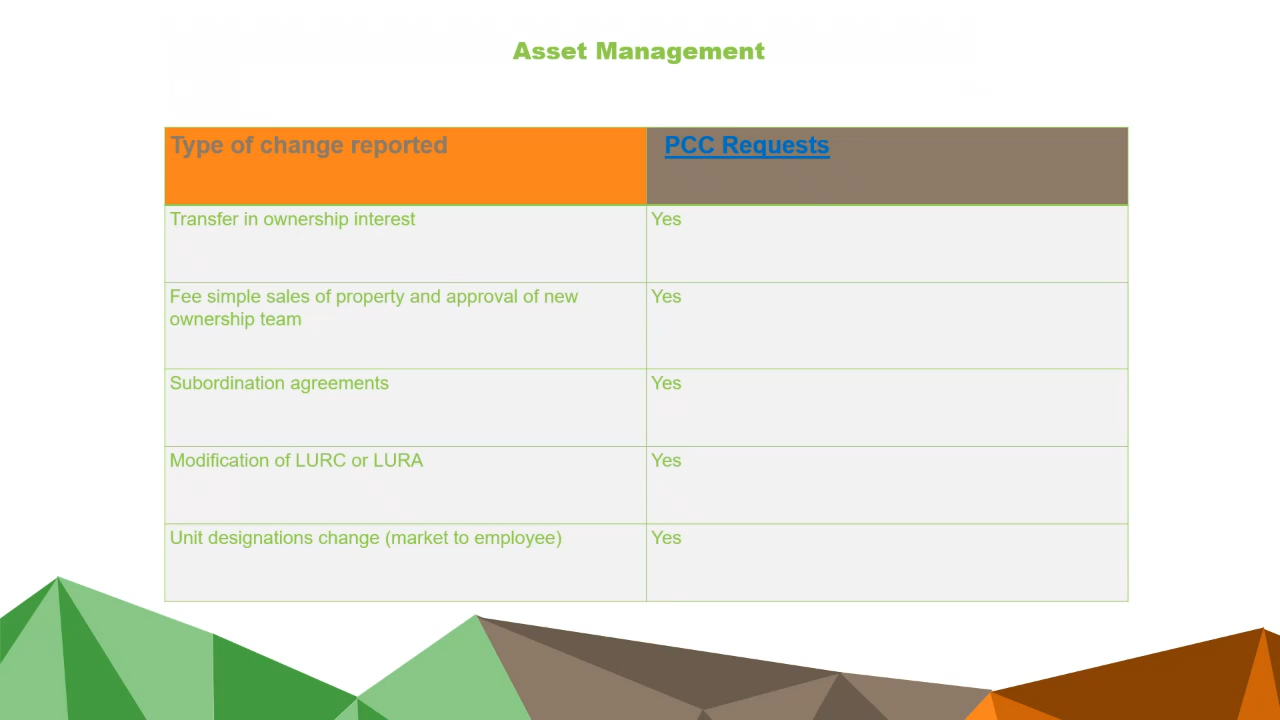 Asset Management
Type of change reported
PCC Requests
Transfer in ownership interest
Yes
Fee simple sales of property and approval of new
ownership team
Yes
Subordination agreements
Yes
Modification of LURC or LURA
Yes
Unit designations change (market to employee)
Yes